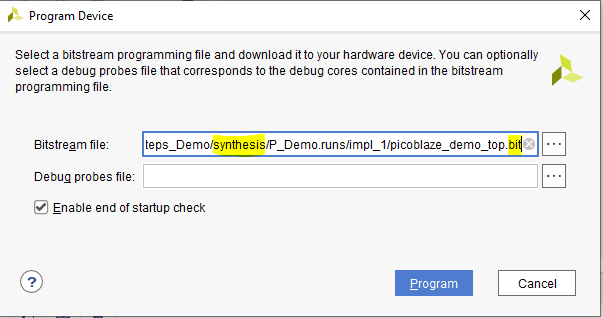 Program Device
Select a bitstream programming file and download it to your hardware device. You can optionally
select a debug probes file that corresponds to the debug cores contained in the bitstream
programming file.
Bitstream file: teps_Demo/synthesis/P_Demo.runs/impl_1/picoblaze_demo_top.bit ...
Debug probes file: ...
Enable end of startup check
? Program Cancel